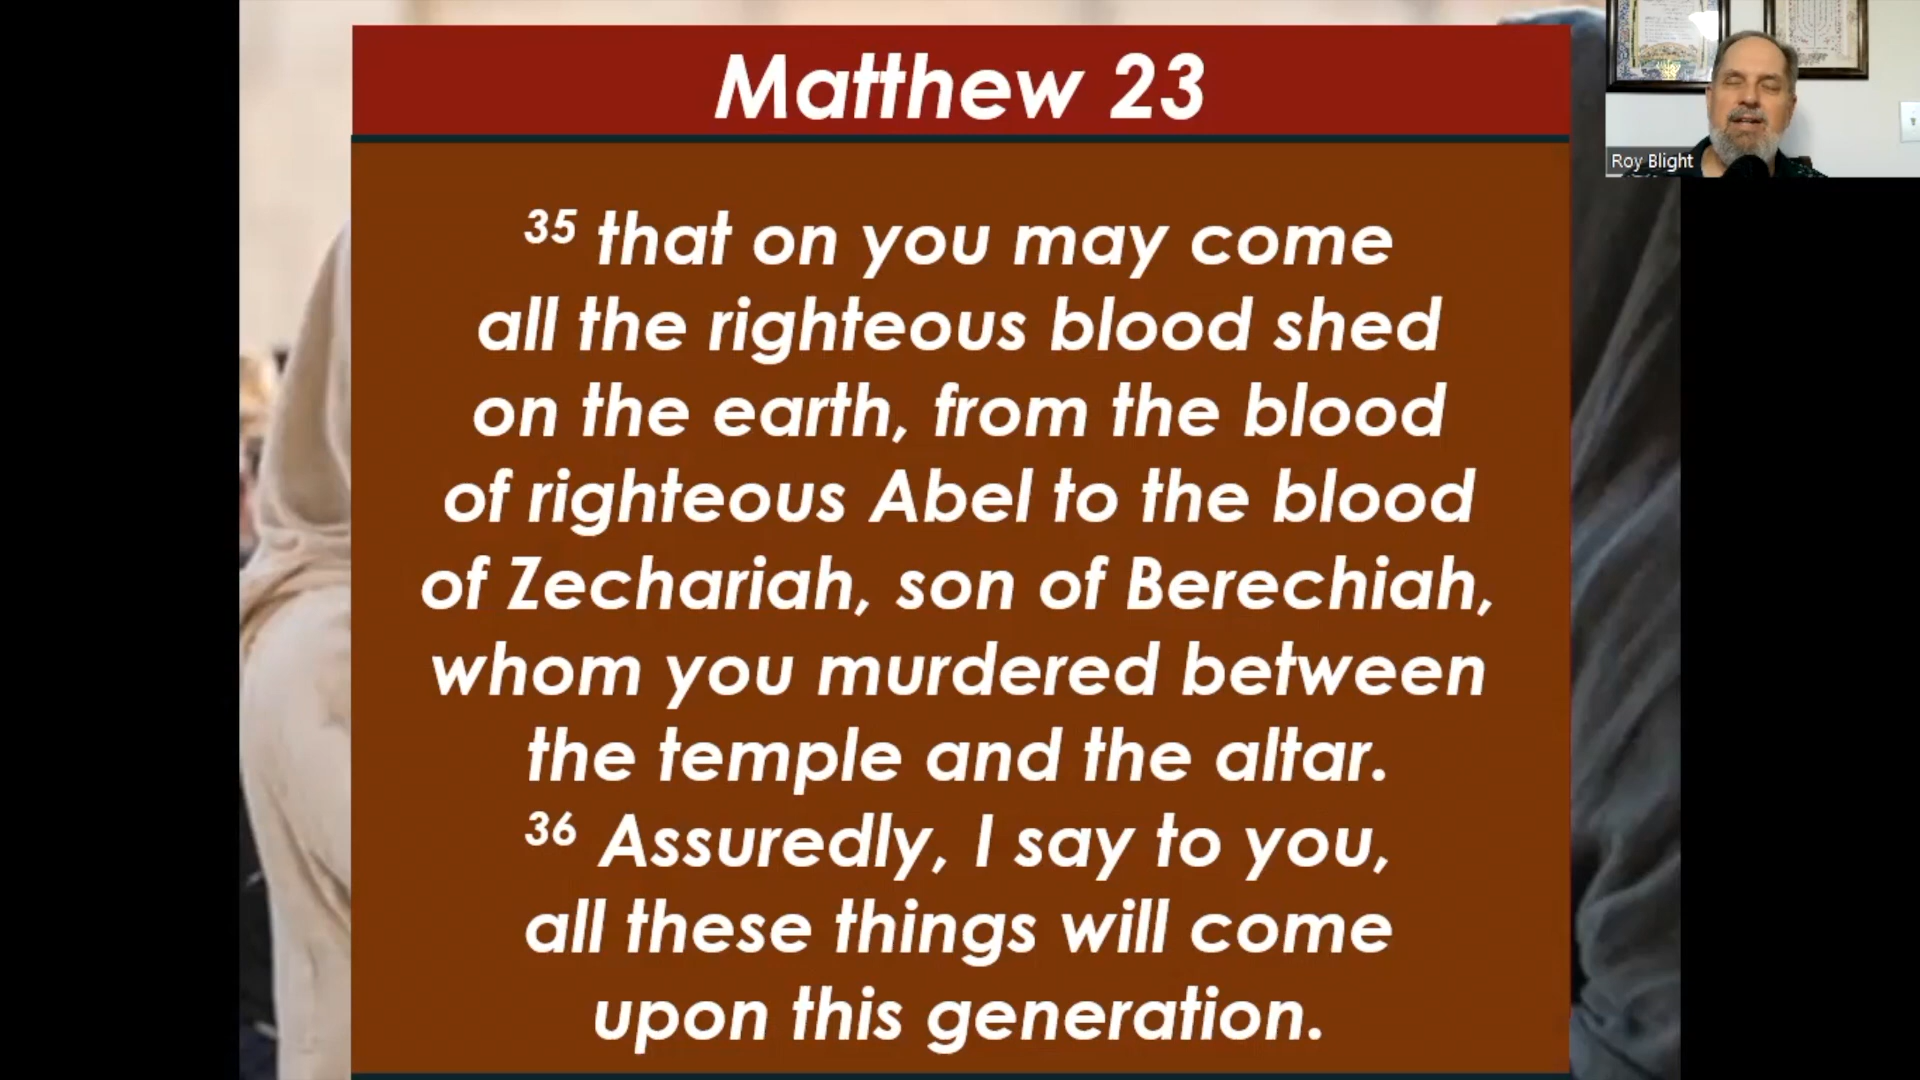 Matthew 23
35 that on you may come
all the righteous blood shed
on the earth, from the blood
of righteous Abel to the blood
of Zechariah, son of Berechiah,
whom you murdered between
the temple and the altar.
36 Assuredly, I say to you,
all these things will come
upon this generation.
Roy Blight